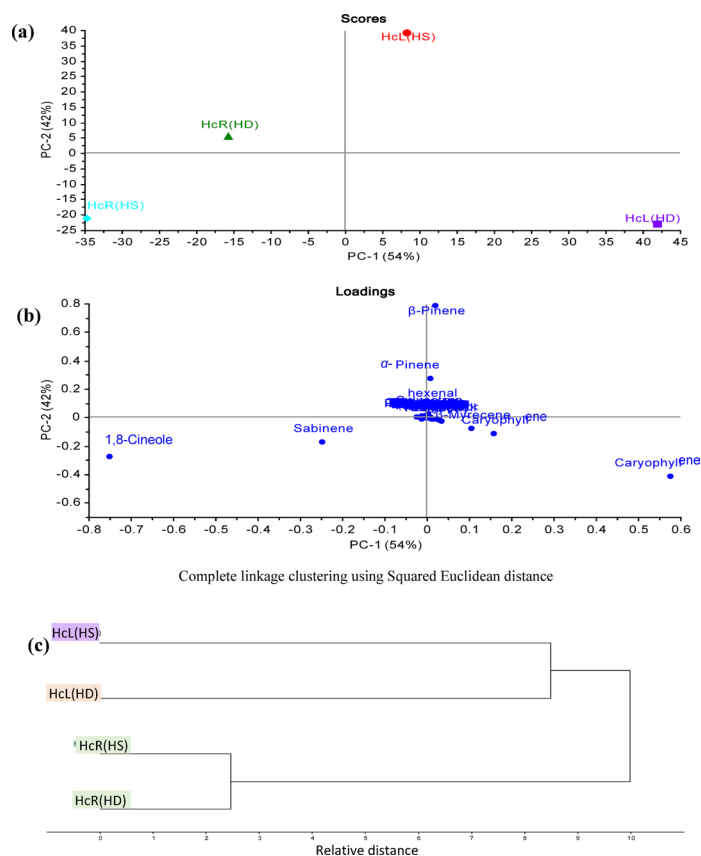 (a)
Scores
PC-2 (42%)
40
35
30
25
20
15
10
5
0
-5
-10
-15
-20
-25
HcL(HS)
HcR(HD)
HcR(HS)
HcL(HD)
-35 -30 -25 -20 -15 -10 -5 0 5 10 15 20 25 30 35 40 45
PC-1 (54%)
(b)
Loadings
PC-2 (42%)
0.8
0.6
0.4
0.2
0
-0.2
-0.4
-0.6
β-Pinene
α- Pinene
hexenal
β-Myrecene ene
Caryophyll
Sabinene
1,8-Cineole
Caryophyllene
-0.8 -0.7 -0.6 -0.5 -0.4 -0.3 -0.2 -0.1 0 0.1 0.2 0.3 0.4 0.5 0.6
PC-1 (54%)
Complete linkage clustering using Squared Euclidean distance
(c)
HcL(HS)
HcL(HD)
HcR(HS)
HcR(HD)
0 1 2 3 4 5 6 7 8 9 10
Relative distance